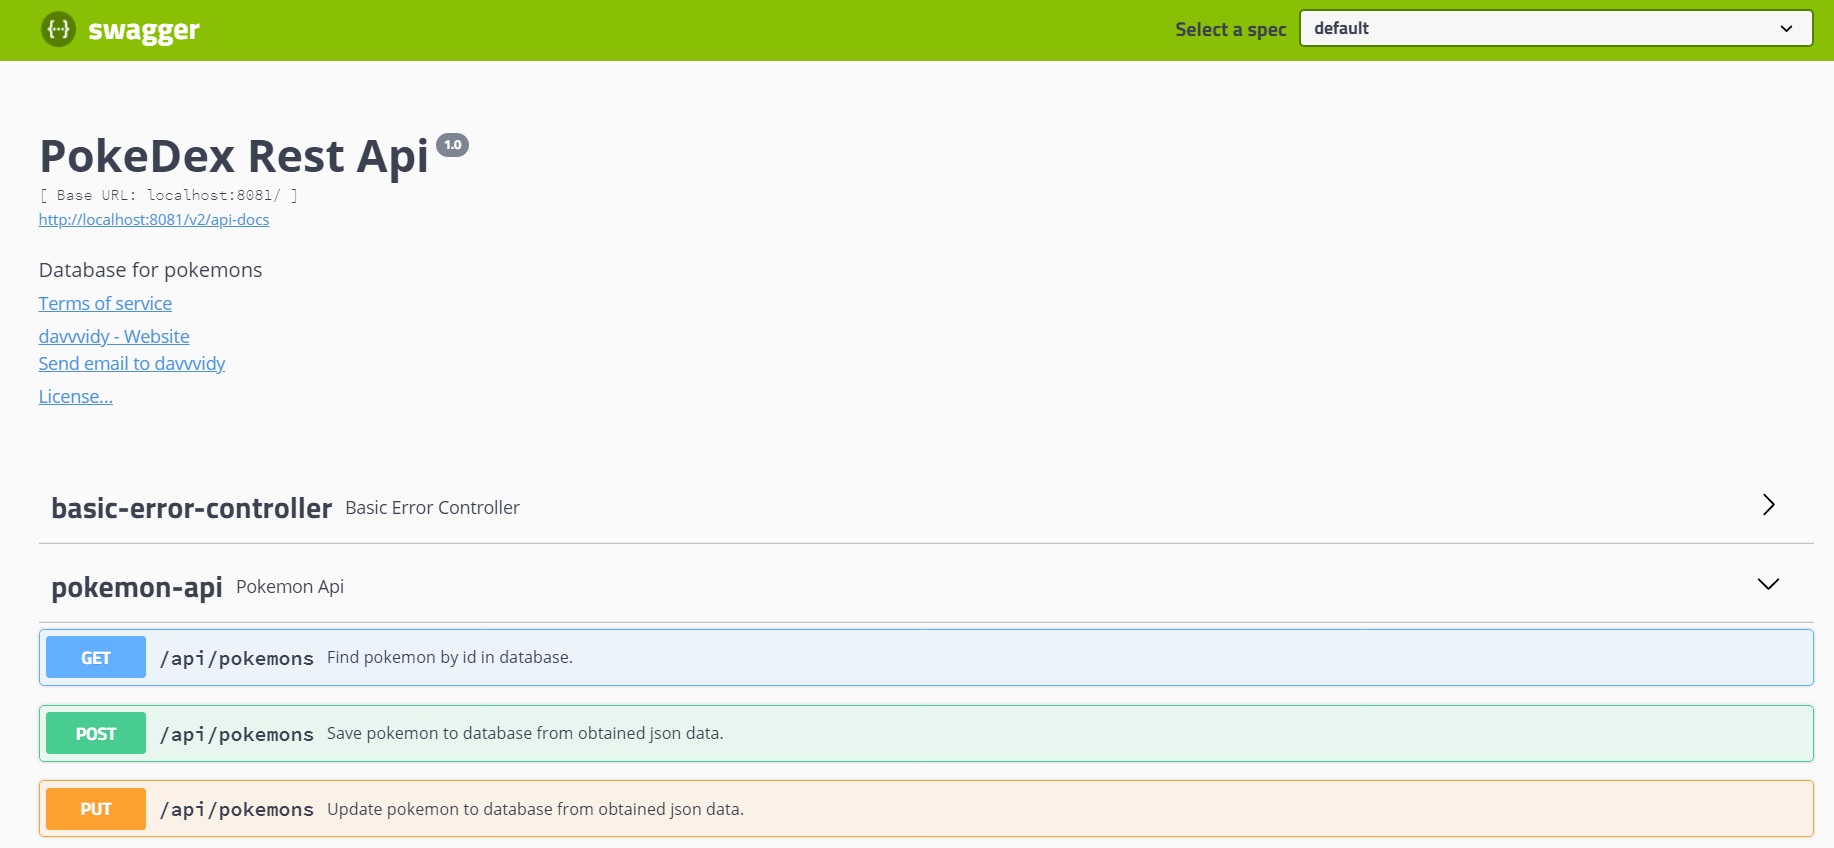 swagger Select a spec default
PokeDex Rest Api 1.0
[ Base URL: localhost:8081/ ]
http://localhost:8081/v2/api-docs
Database for pokemons
Terms of service
davvvidy - Website
Send email to davvvidy
License...
basic-error-controller Basic Error Controller
pokemon-api Pokemon Api
GET /api/pokemons Find pokemon by id in database.
POST /api/pokemons Save pokemon to database from obtained json data.
PUT /api/pokemons Update pokemon to database from obtained json data.